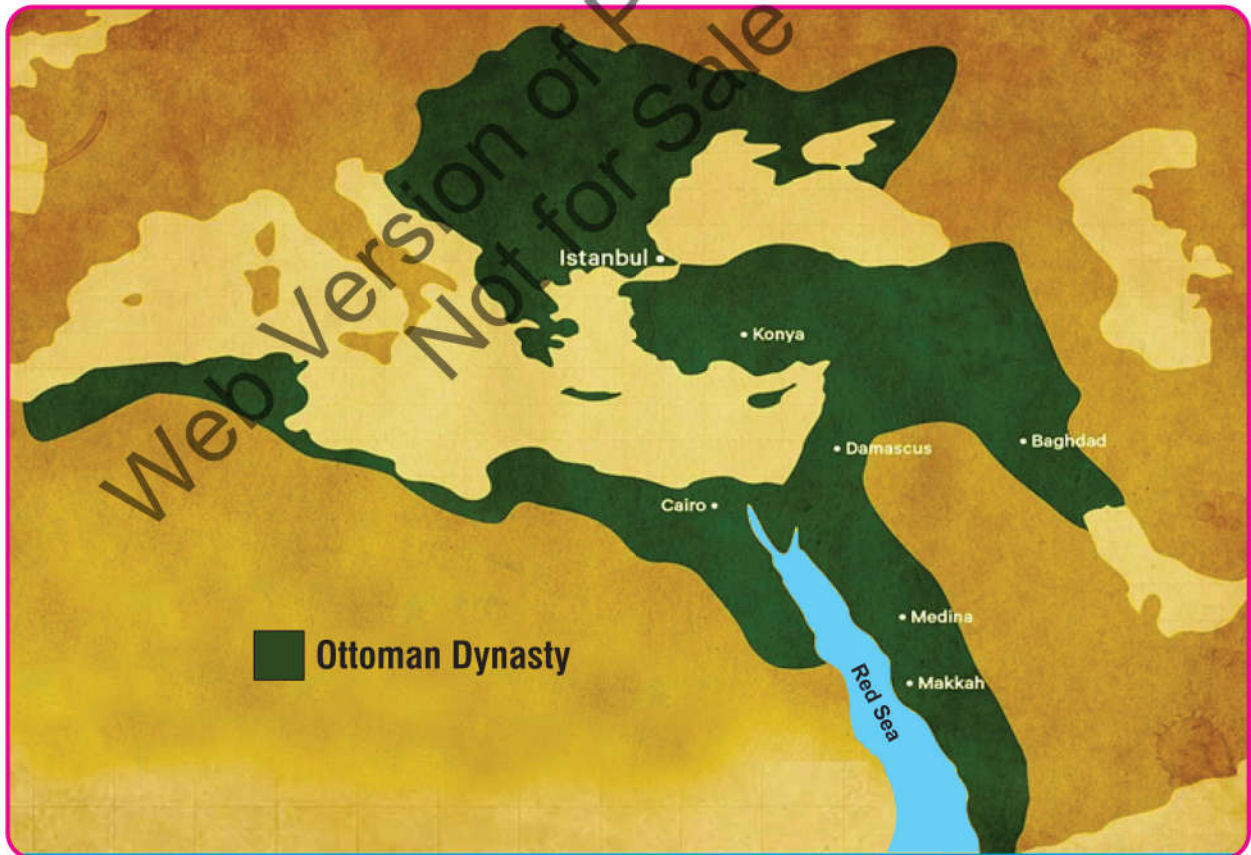 Web Version of P
Not for Sale
Istanbul
Konya
Damascus
Baghdad
Cairo
Medina
Makkah
Red Sea
Ottoman Dynasty